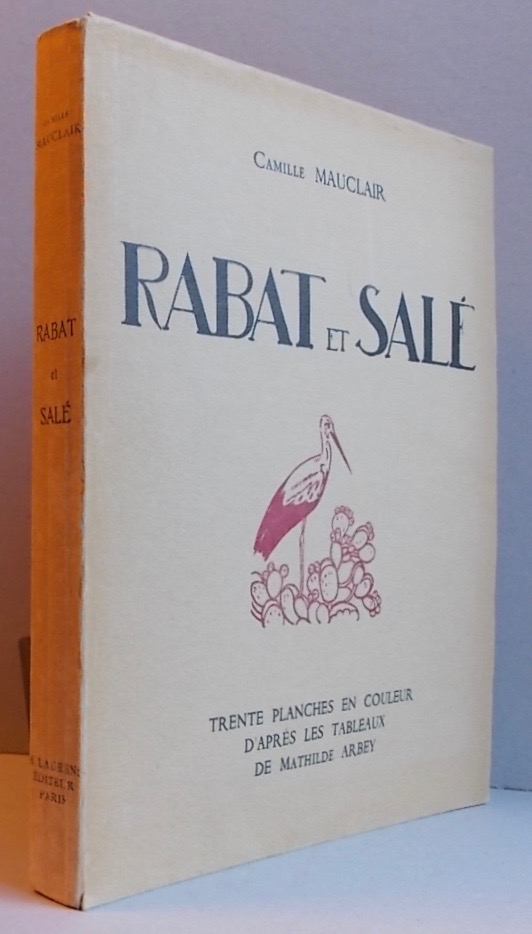 Camille MAUCLAIR
RABAT ET SALÉ
TRENTE PLANCHES EN COULEUR
D'APRÈS LES TABLEAUX
DE MATHILDE ARBEY
MAUCLAIR
RABAT
et
SALÉ
ÉDITEUR
PARIS